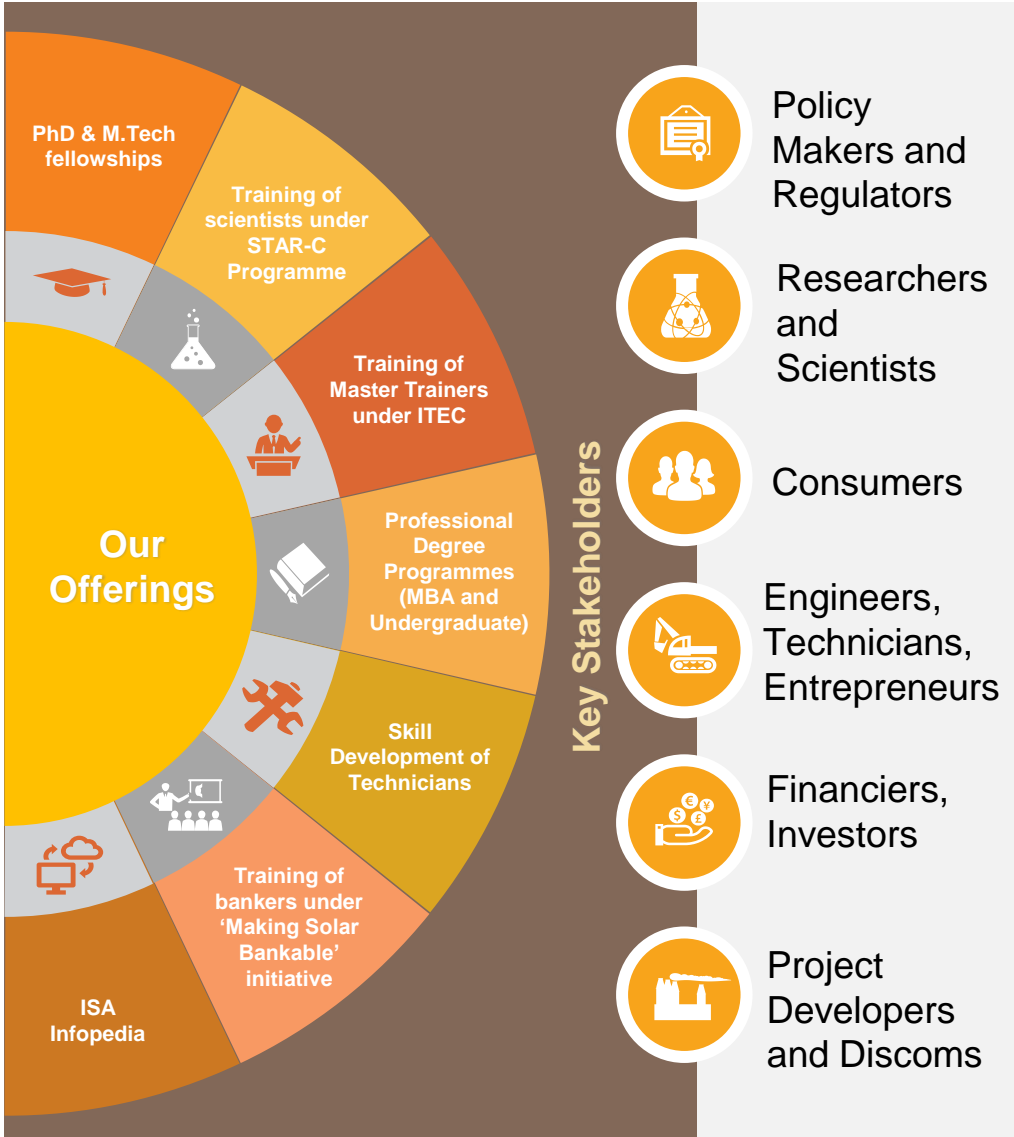 Our
Offerings
PhD & M.Tech
fellowships
Training of
scientists under
STAR-C
Programme
Training of
Master Trainers
under ITEC
Professional
Degree
Programmes
(MBA and
Undergraduate)
Skill
Development of
Technicians
Training of
bankers under
‘Making Solar
Bankable’
initiative
ISA
Infopedia
Key Stakeholders
Policy
Makers and
Regulators
Researchers
and
Scientists
Consumers
Engineers,
Technicians,
Entrepreneurs
Financiers,
Investors
€ ¥
$ £
Project
Developers
and Discoms